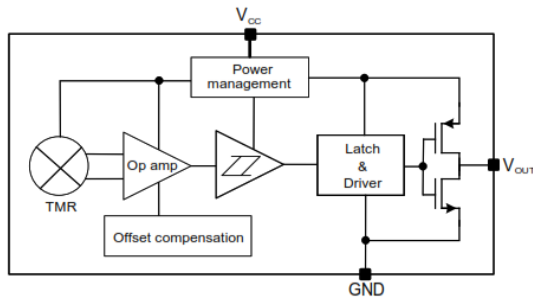 VCC
Power
management
Op amp
TMR
Offset compensation
Latch
&
Driver
VOUT
GND